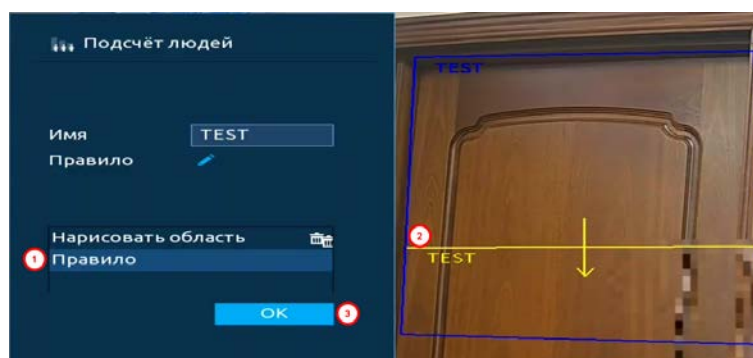 Подсчёт людей
Имя
TEST
Правило
Нарисовать область
1
Правило
OK
3
TEST
2
TEST